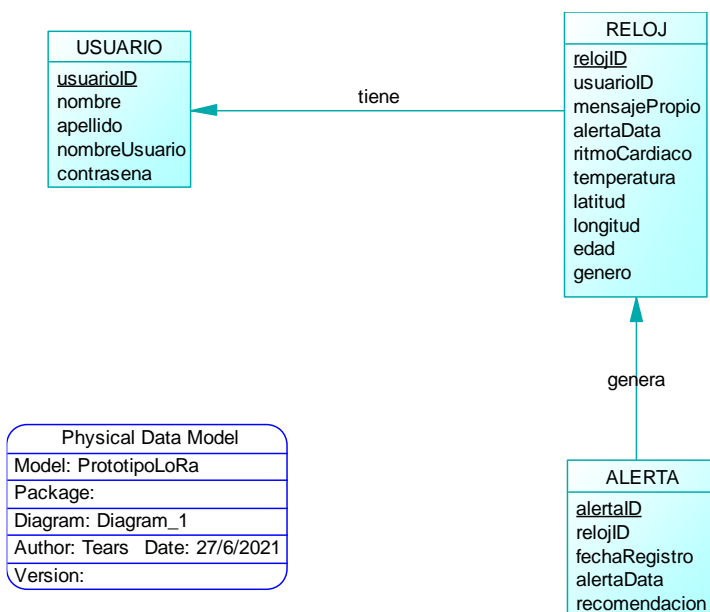 USUARIO
usuarioID
nombre
apellido
nombreUsuario
contrasena
tiene
RELOJ
relojID
usuarioID
mensajePropio
alertaData
ritmoCardiaco
temperatura
latitud
longitud
edad
genero
genera
Physical Data Model
Model: PrototipoLoRa
Package:
Diagram: Diagram_1
Author: Tears Date: 27/6/2021
Version:
ALERTA
alertaID
relojID
fechaRegistro
alertaData
recomendacion